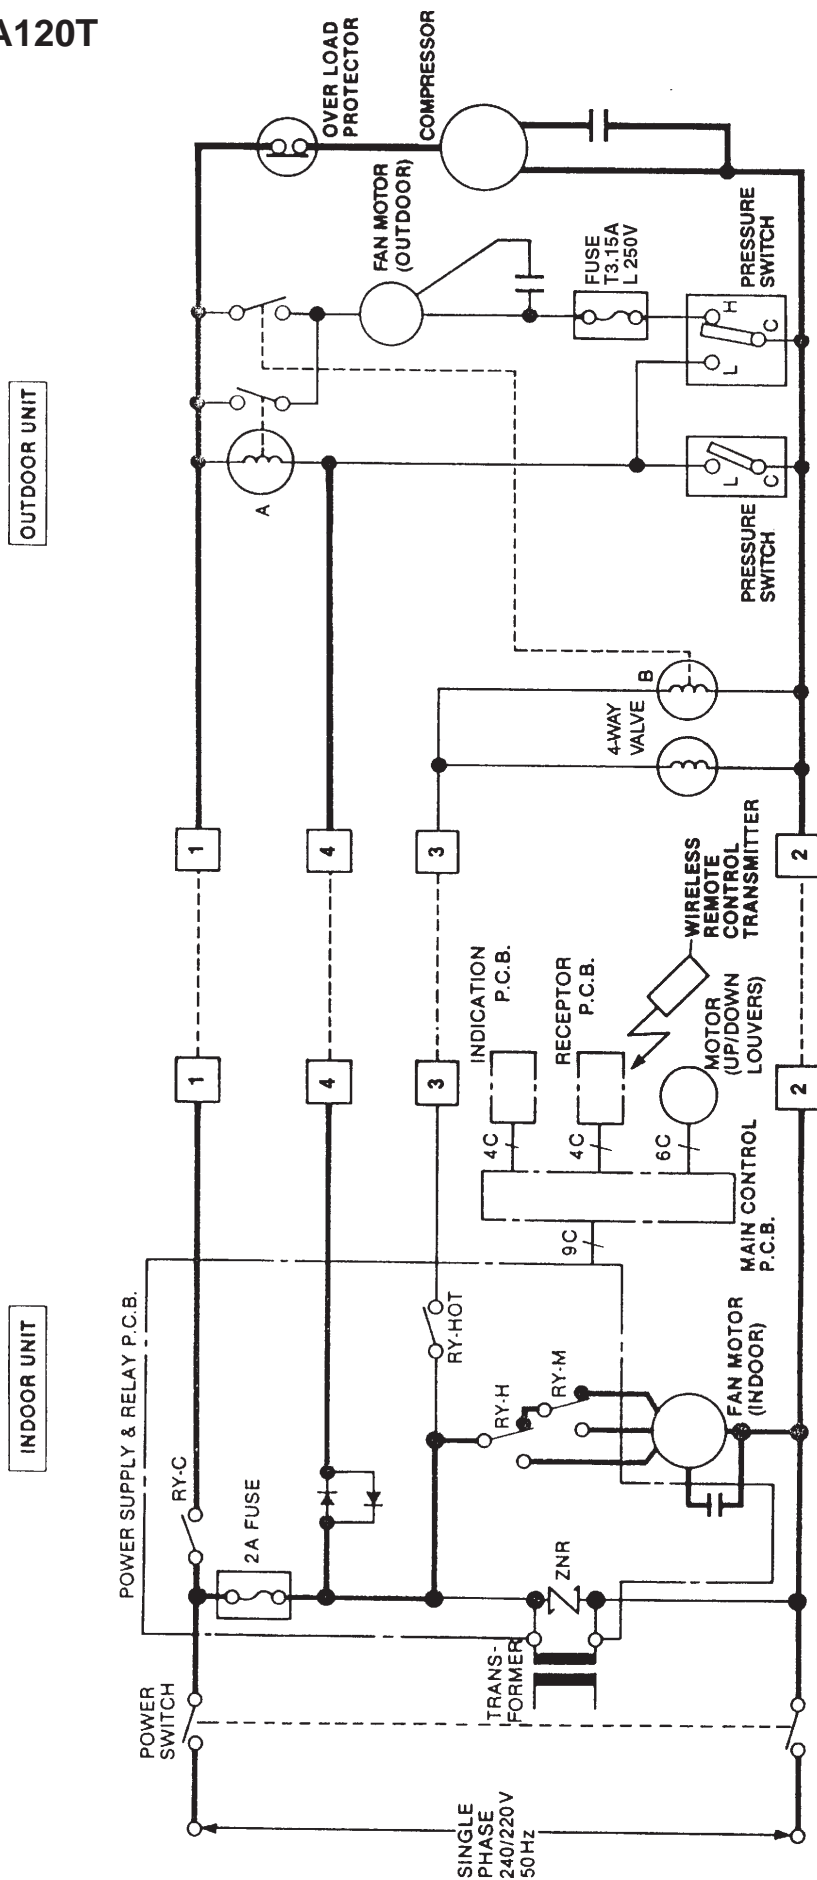 A120T
INDOOR UNIT
OUTDOOR UNIT
POWER
SWITCH
SINGLE
PHASE
240/220V
50Hz
POWER SUPPLY & RELAY P.C.B.
RY-C
2A FUSE
TRANS-
FORMER
ZNR
RY-HOT
RY-H
RY-M
FAN MOTOR
(INDOOR)
9C
MAIN CONTROL
P.C.B.
4C
4C
6C
INDICATION
P.C.B.
RECEPTOR
P.C.B.
MOTOR
(UP/DOWN
LOUVERS)
WIRELESS
REMOTE
CONTROL
TRANSMITTER
1
4
3
2
1
4
3
2
4-WAY
VALVE
B
A
PRESSURE
SWITCH
L
C
OVER LOAD
PROTECTOR
COMPRESSOR
FAN MOTOR
(OUTDOOR)
FUSE
T3.15A
L 250V
PRESSURE
SWITCH
H
L
C